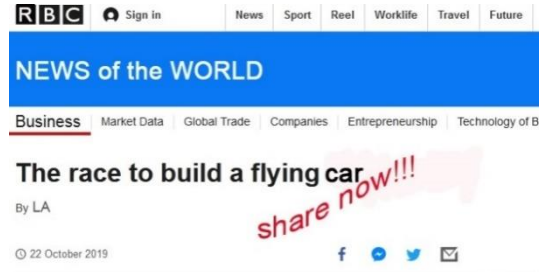 RBC Sign in News Sport Reel Worklife Travel Future
NEWS of the WORLD
Business Market Data Global Trade Companies Entrepreneurship Technology of B
The race to build a flying car
share now!!!
By LA
22 October 2019